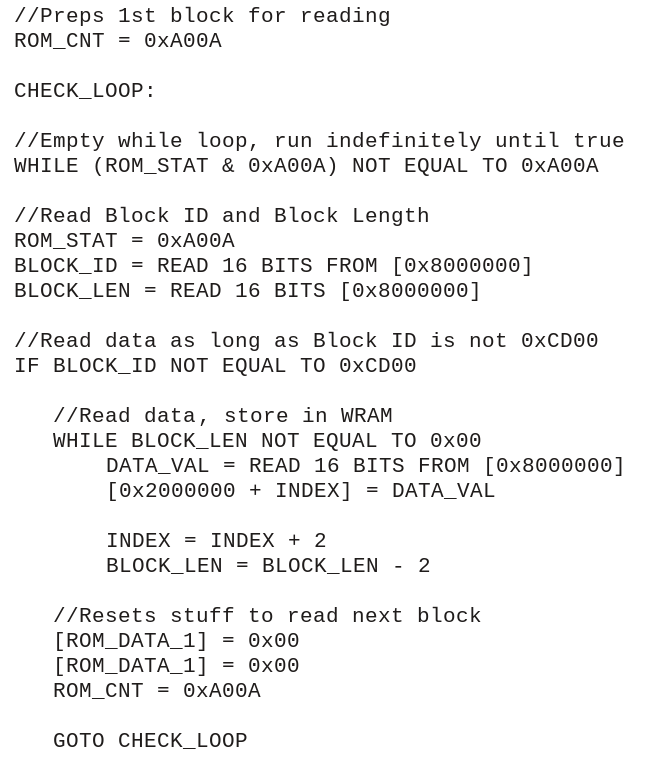 //Preps 1st block for reading
ROM_CNT = 0xA00A
CHECK_LOOP:
//Empty while loop, run indefinitely until true
WHILE (ROM_STAT & 0xA00A) NOT EQUAL TO 0xA00A
//Read Block ID and Block Length
ROM_STAT = 0xA00A
BLOCK_ID = READ 16 BITS FROM [0x8000000]
BLOCK_LEN = READ 16 BITS [0x8000000]
//Read data as long as Block ID is not 0xCD00
IF BLOCK_ID NOT EQUAL TO 0xCD00
//Read data, store in WRAM
WHILE BLOCK_LEN NOT EQUAL TO 0x00
DATA_VAL = READ 16 BITS FROM [0x8000000]
[0x2000000 + INDEX] = DATA_VAL
INDEX = INDEX + 2
BLOCK_LEN = BLOCK_LEN - 2
//Resets stuff to read next block
[ROM_DATA_1] = 0x00
[ROM_DATA_1] = 0x00
ROM_CNT = 0xA00A
GOTO CHECK_LOOP